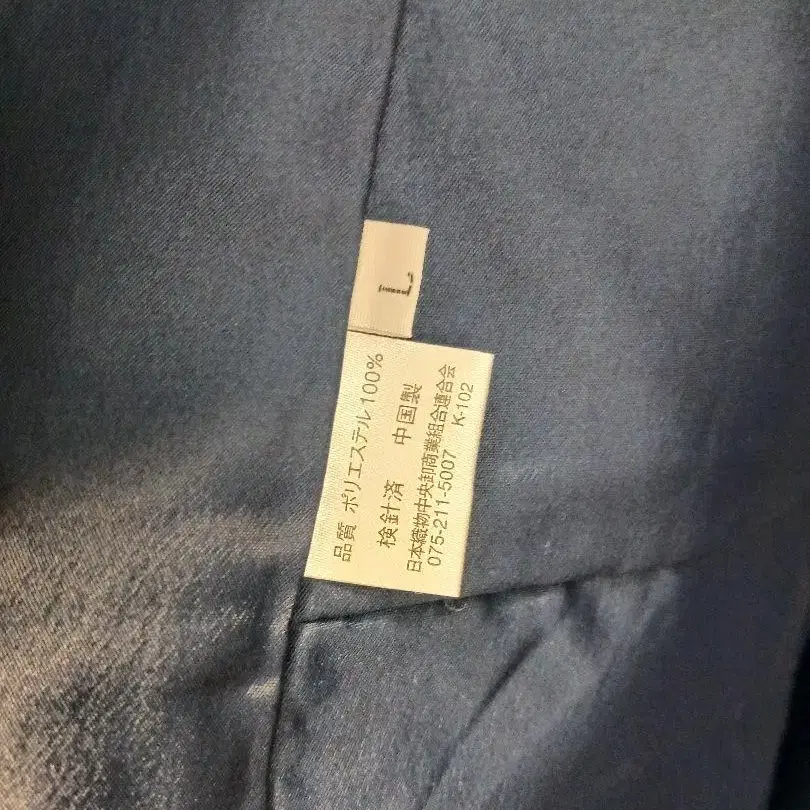 L
品質 ポリエステル100%
検針済 中国製
日本織物中央卸商業組合連合会
075-211-5007 K-102